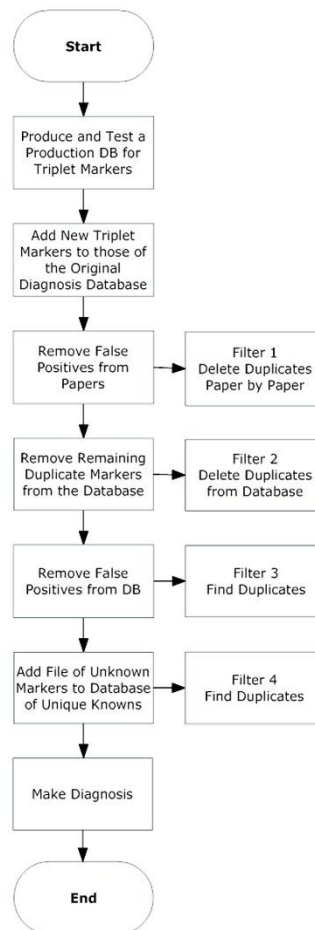 Start
Produce and Test a
Production DB for
Triplet Markers
Add New Triplet
Markers to those of
the Original
Diagnosis Database
Remove False
Positives from
Papers
Filter 1
Delete Duplicates
Paper by Paper
Remove Remaining
Duplicate Markers
from the Database
Filter 2
Delete Duplicates
from Database
Remove False
Positives from DB
Filter 3
Find Duplicates
Add File of Unknown
Markers to Database
of Unique Knowns
Filter 4
Find Duplicates
Make Diagnosis
End